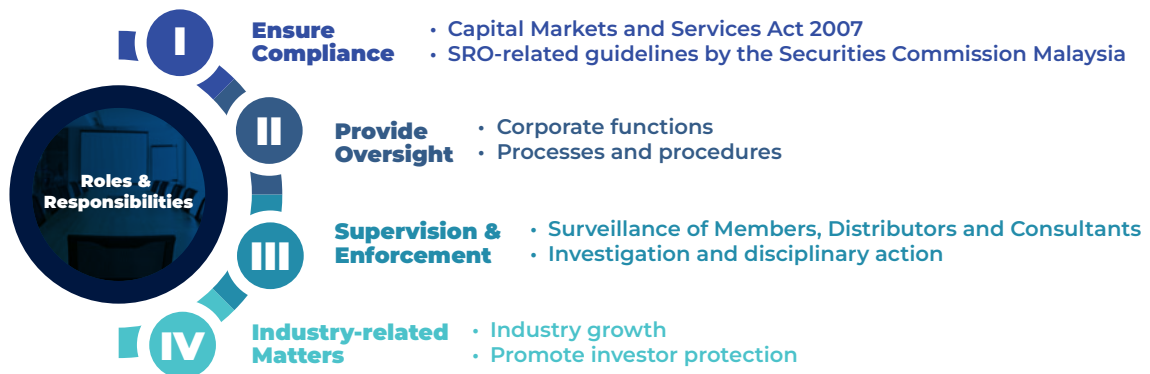 Roles &
Responsibilities
I
Ensure
Compliance
• Capital Markets and Services Act 2007
• SRO-related guidelines by the Securities Commission Malaysia
II
Provide
Oversight
• Corporate functions
• Processes and procedures
III
Supervision &
Enforcement
• Surveillance of Members, Distributors and Consultants
• Investigation and disciplinary action
IV
Industry-related
Matters
• Industry growth
• Promote investor protection